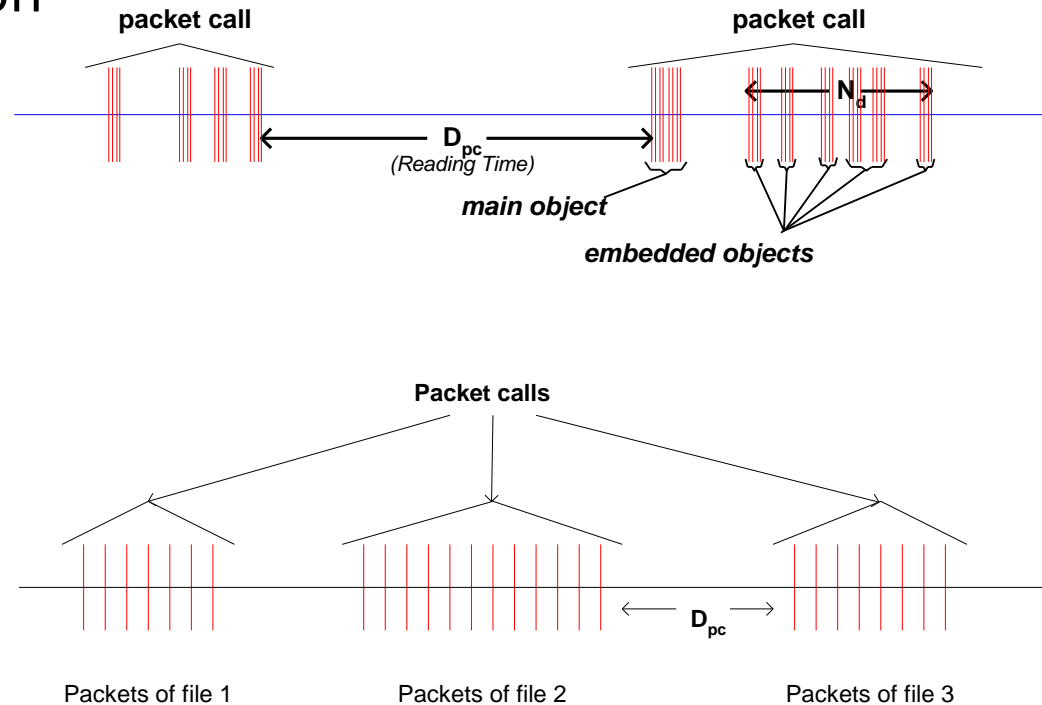 packet call
packet call
N_d
D_pc
(Reading Time)
main object
embedded objects
Packet calls
D_pc
Packets of file 1
Packets of file 2
Packets of file 3